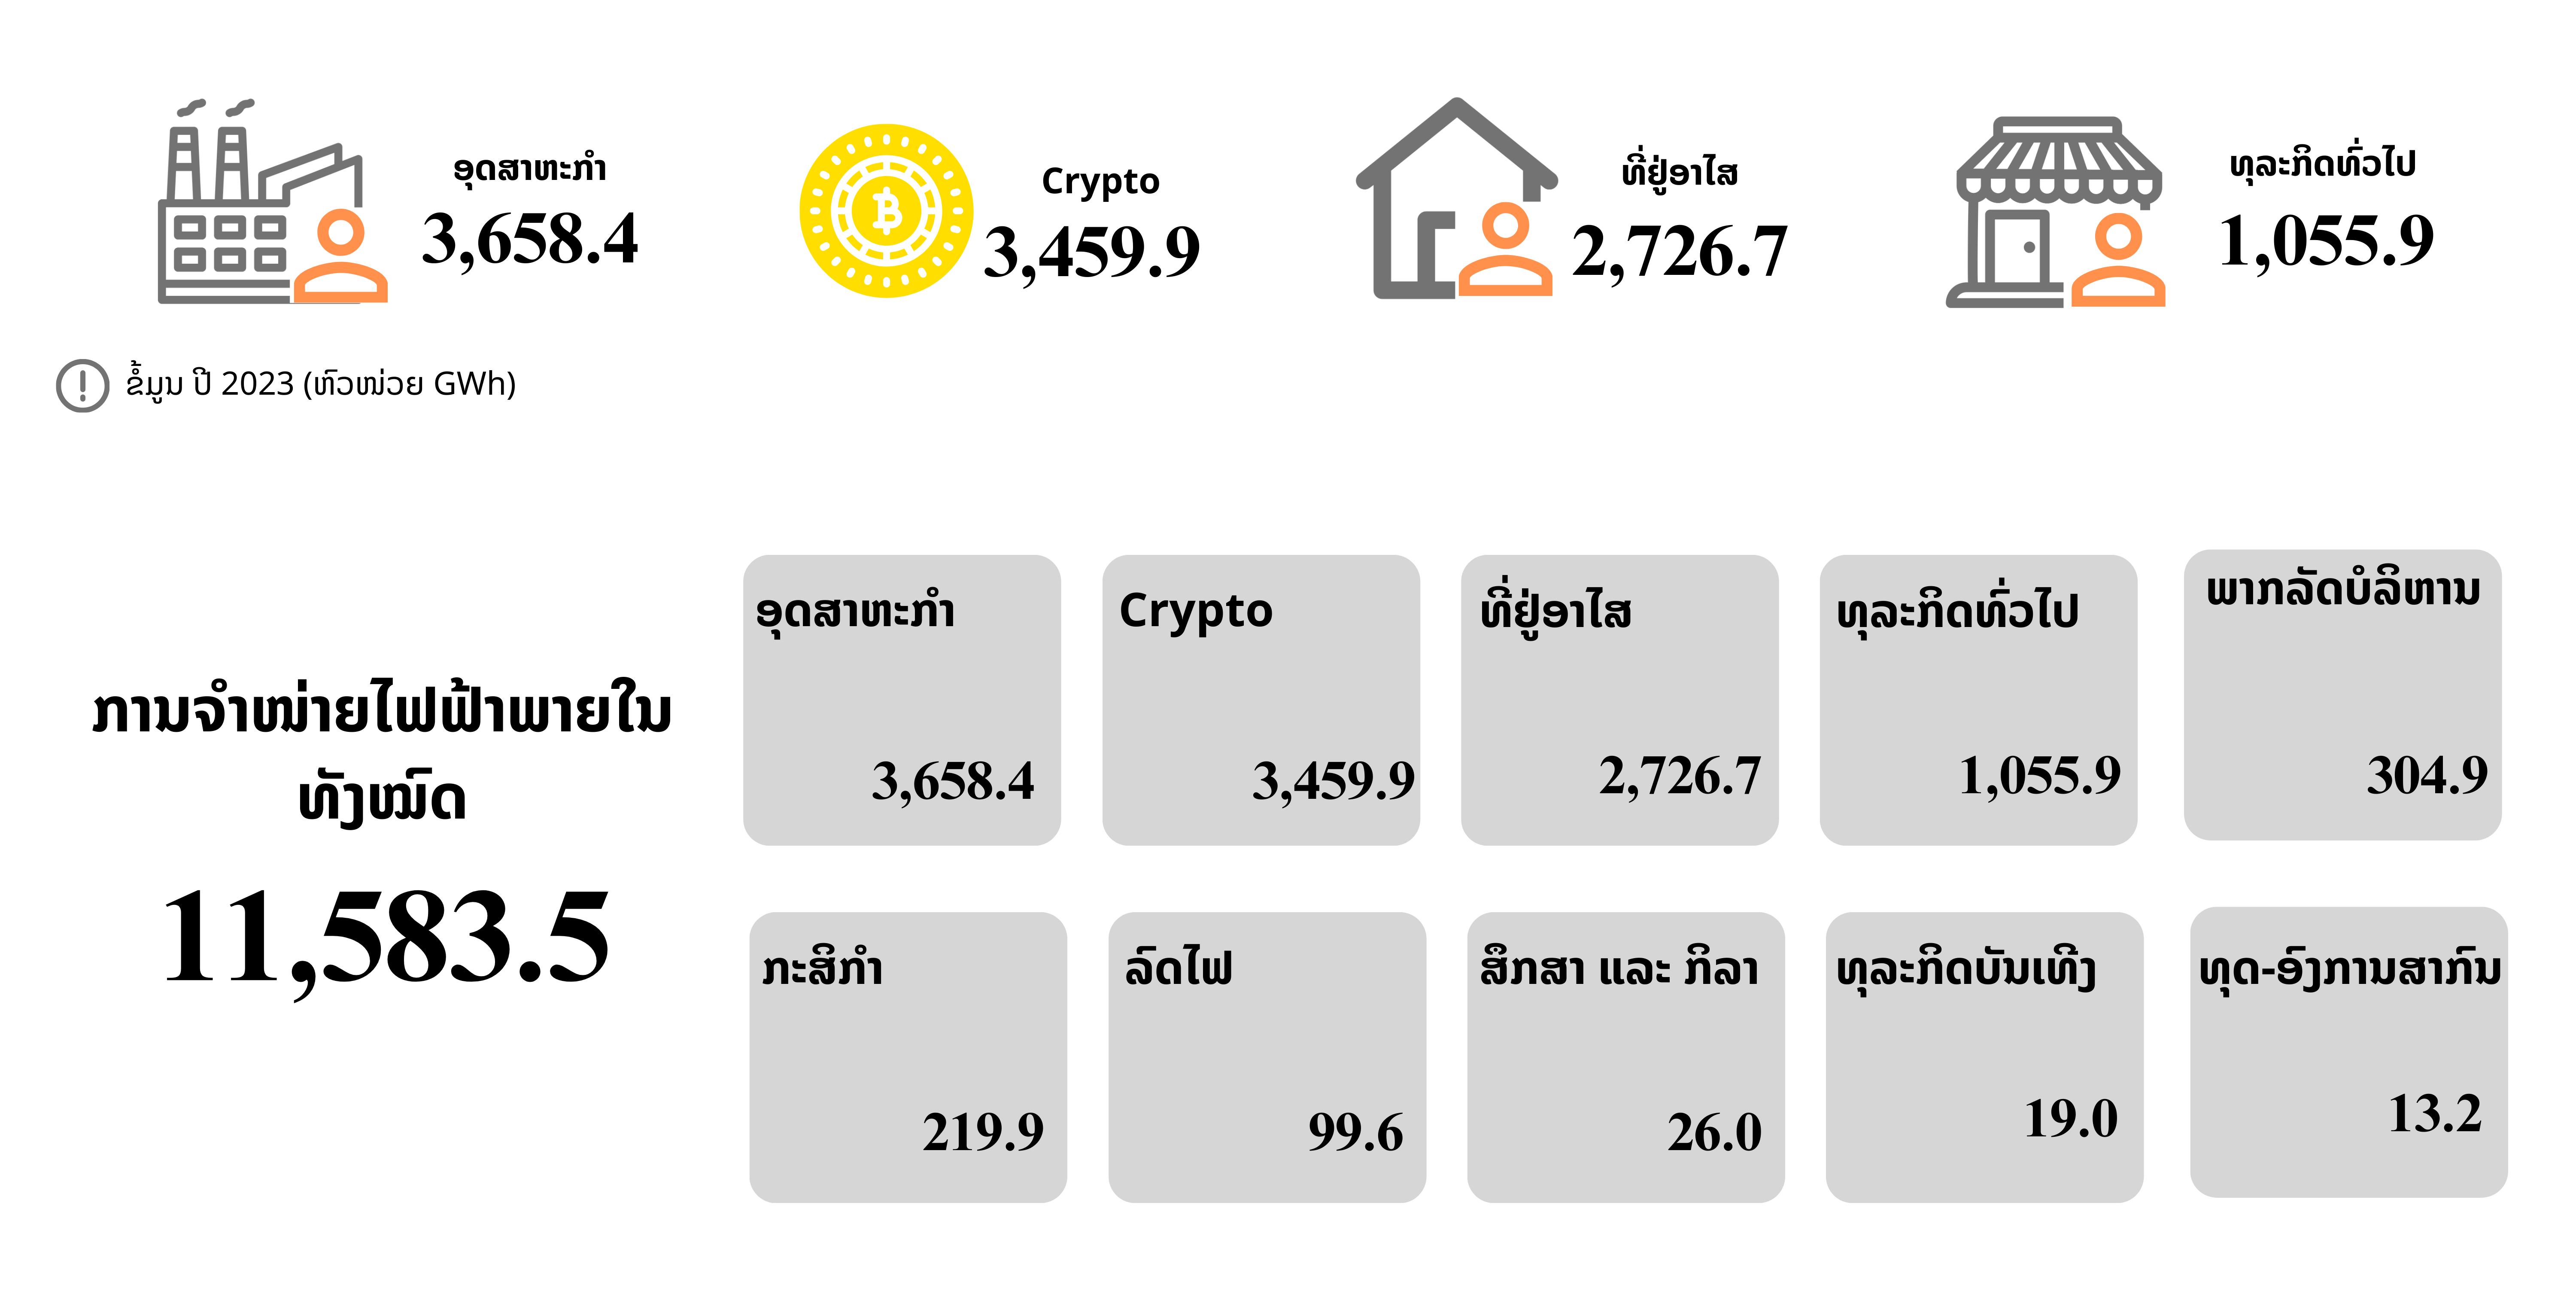 ອຸດສາຫະກຳ
3,658.4
Crypto
3,459.9
ທີ່ຢູ່ອາໄສ
2,726.7
ທຸລະກິດທົ່ວໄປ
1,055.9
ຂໍ້ມູນ ປີ 2023 (ຫົວໜ່ວຍ GWh)
ການຈຳໜ່າຍໄຟຟ້າພາຍໃນ
ທັງໝົດ
11,583.5
ອຸດສາຫະກຳ
3,658.4
Crypto
3,459.9
ທີ່ຢູ່ອາໄສ
2,726.7
ທຸລະກິດທົ່ວໄປ
1,055.9
ພາກລັດບໍລິຫານ
304.9
ກະສິກຳ
219.9
ລົດໄຟ
99.6
ສຶກສາ ແລະ ກິລາ
26.0
ທຸລະກິດບັນເທີງ
19.0
ທຸດ-ອົງການສາກົນ
13.2